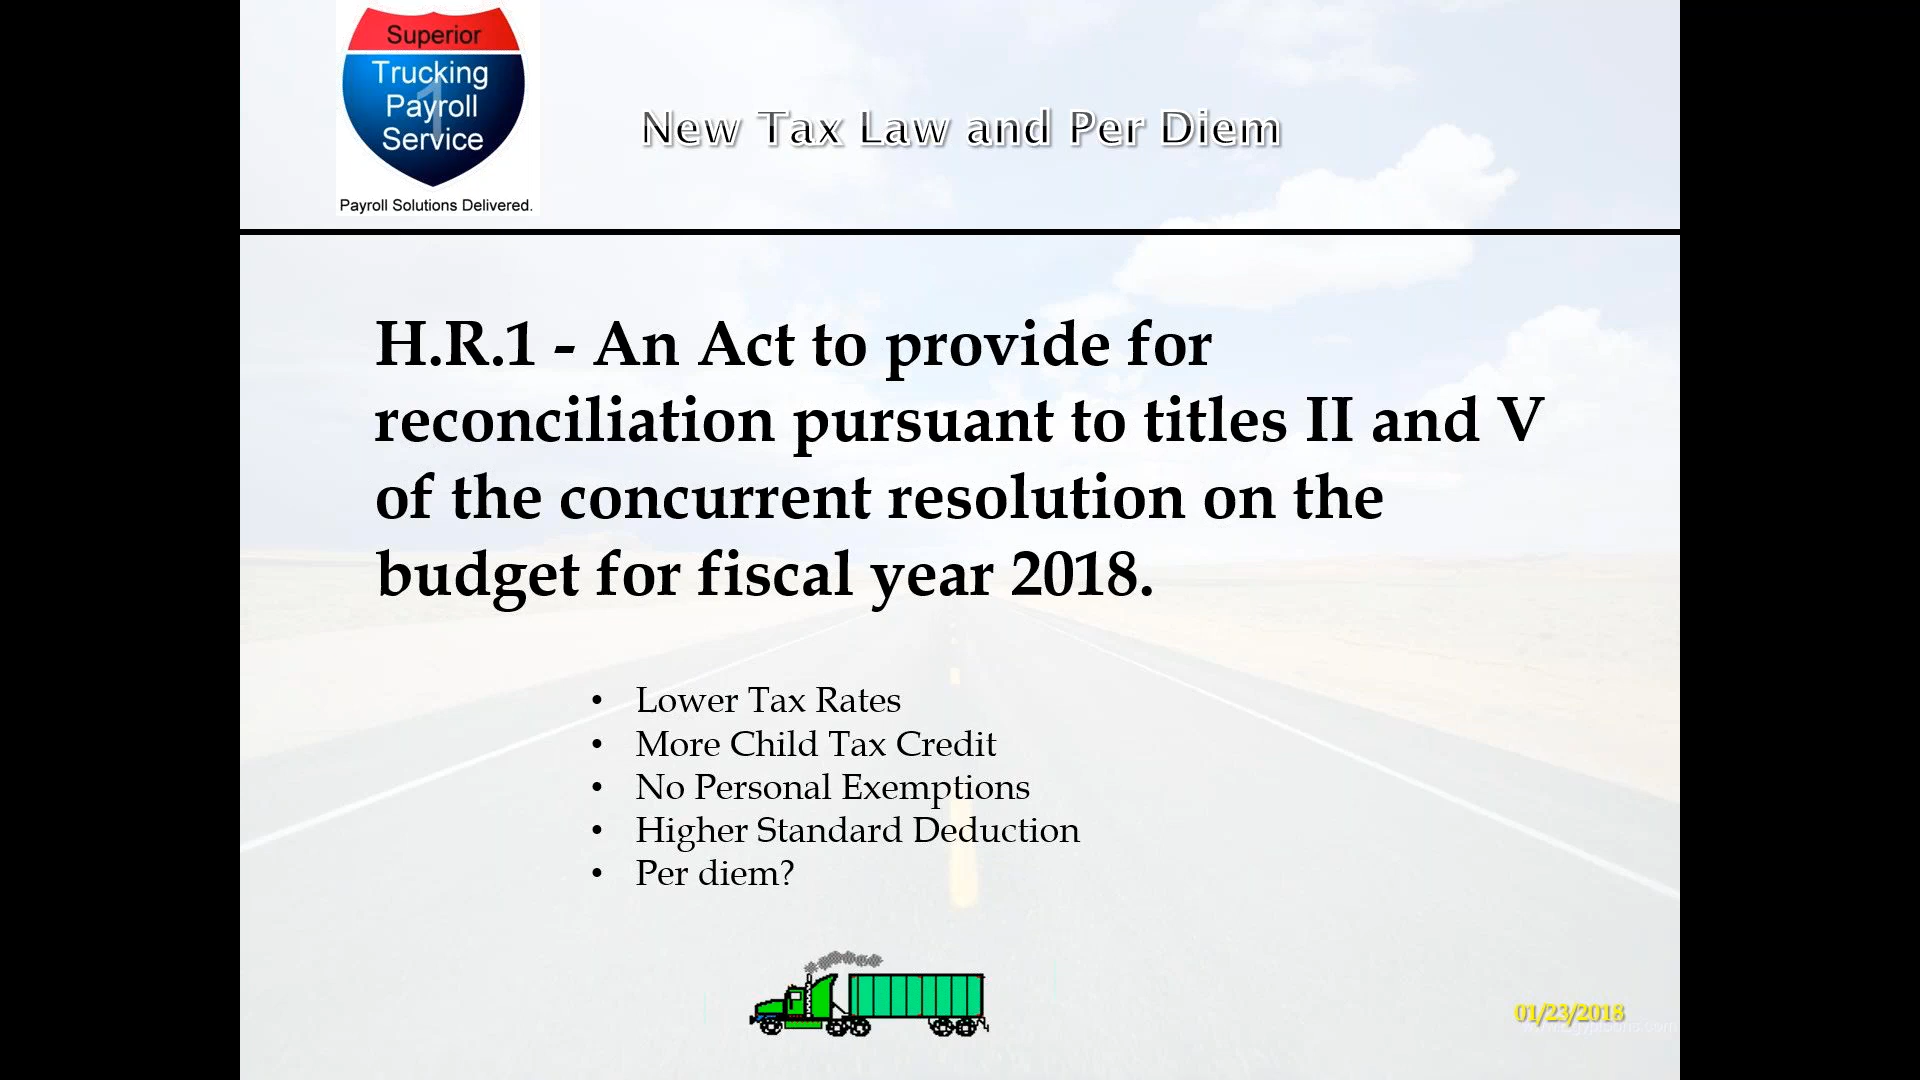 Superior
Trucking
Payroll
Service
Payroll Solutions Delivered.
New Tax Law and Per Diem
H.R.1 - An Act to provide for
reconciliation pursuant to titles II and V
of the concurrent resolution on the
budget for fiscal year 2018.
• Lower Tax Rates
• More Child Tax Credit
• No Personal Exemptions
• Higher Standard Deduction
• Per diem?
01/23/2018